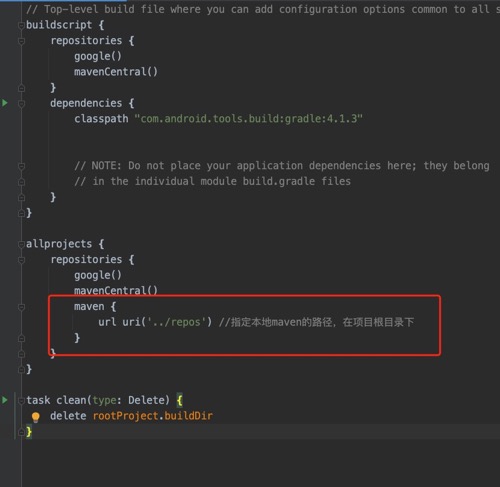 // Top-level build file where you can add configuration options common to all s
buildscript {
repositories {
google()
mavenCentral()
}
dependencies {
classpath "com.android.tools.build:gradle:4.1.3"
// NOTE: Do not place your application dependencies here; they belong
// in the individual module build.gradle files
}
}
allprojects {
repositories {
google()
mavenCentral()
maven {
url uri('../repos') //指定本地maven的路径，在项目根目录下
}
}
}
task clean(type: Delete) {
delete rootProject.buildDir
}